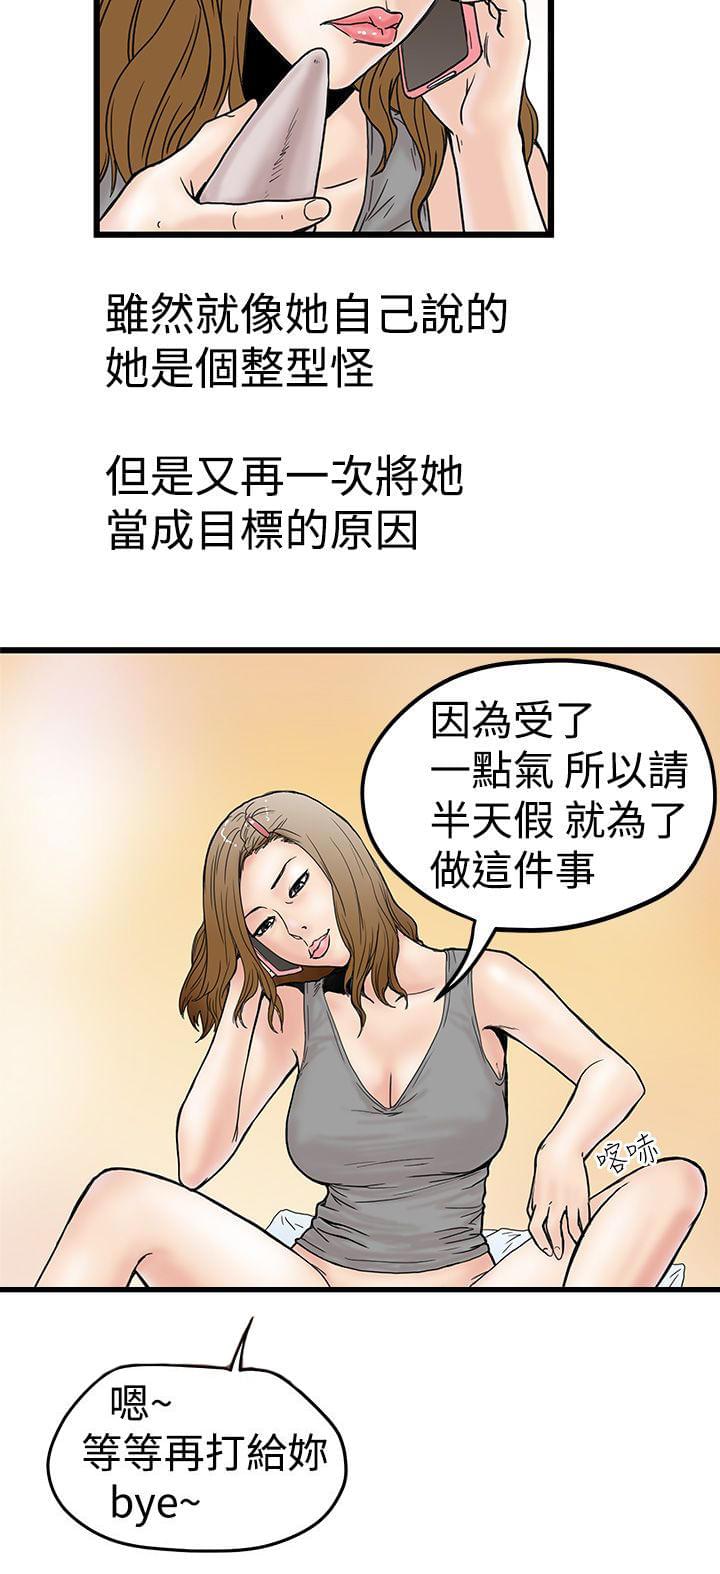 雖然就像她自己說的
她是個整型怪
但是又再一次將她
當成目標的原因
因為受了
一點氣 所以請
半天假 就為了
做這件事
喀哧
嗯~
等等再打給妳
bye~